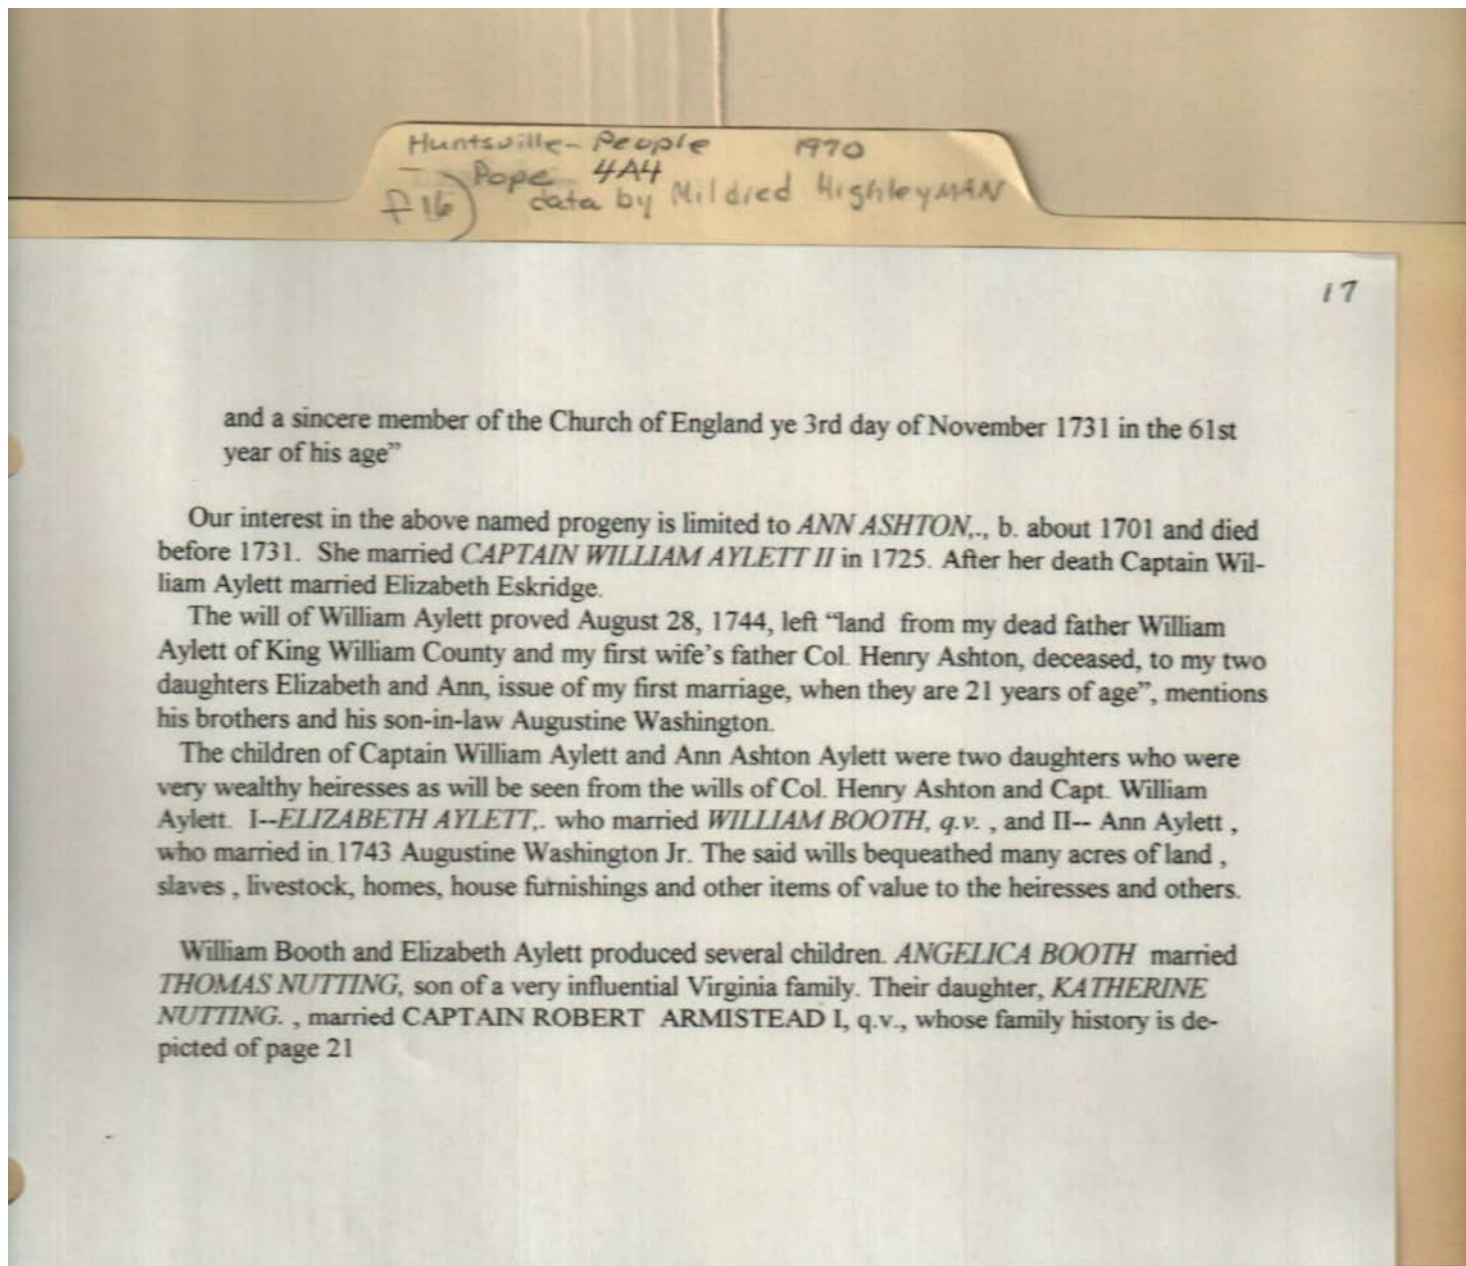 Huntsville- People 1970
Pope 4A4
f 16) data by Mildred HighleyMAN
17
and a sincere member of the Church of England ye 3rd day of November 1731 in the 61st
year of his age”
Our interest in the above named progeny is limited to ANN ASHTON,., b. about 1701 and died
before 1731. She married CAPTAIN WILLIAM AYLETT II in 1725. After her death Captain Wil-
liam Aylett married Elizabeth Eskridge.
The will of William Aylett proved August 28, 1744, left “land from my dead father William
Aylett of King William County and my first wife’s father Col. Henry Ashton, deceased, to my two
daughters Elizabeth and Ann, issue of my first marriage, when they are 21 years of age”, mentions
his brothers and his son-in-law Augustine Washington.
The children of Captain William Aylett and Ann Ashton Aylett were two daughters who were
very wealthy heiresses as will be seen from the wills of Col. Henry Ashton and Capt. William
Aylett. I--ELIZABETH AYLETT,. who married WILLIAM BOOTH, q.v. , and II-- Ann Aylett ,
who married in 1743 Augustine Washington Jr. The said wills bequeathed many acres of land ,
slaves , livestock, homes, house furnishings and other items of value to the heiresses and others.
William Booth and Elizabeth Aylett produced several children. ANGELICA BOOTH married
THOMAS NUTTING, son of a very influential Virginia family. Their daughter, KATHERINE
NUTTING. , married CAPTAIN ROBERT ARMISTEAD I, q.v., whose family history is de-
picted of page 21